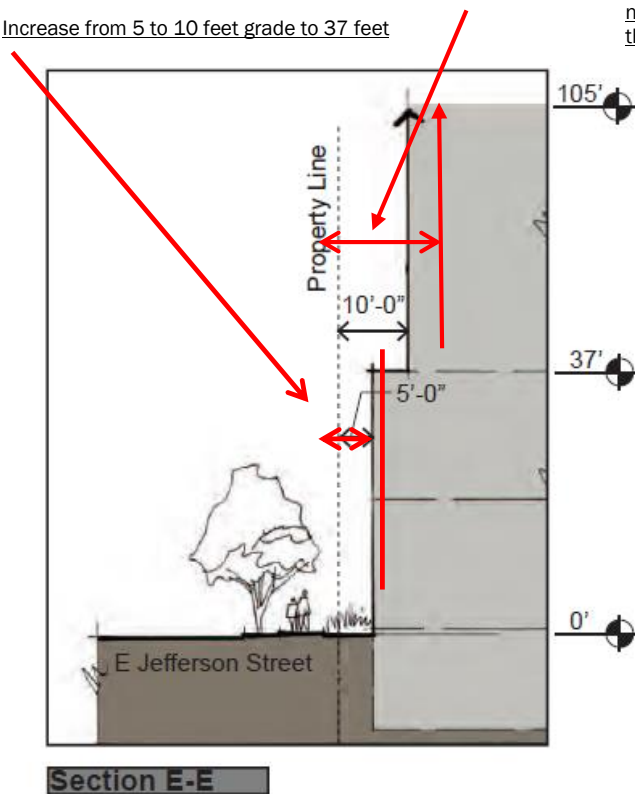 Increase from 5 to 10 feet grade to 37 feet
105'
Property Line
10'-0"
37'
5'-0"
0'
E Jefferson Street
Section E-E